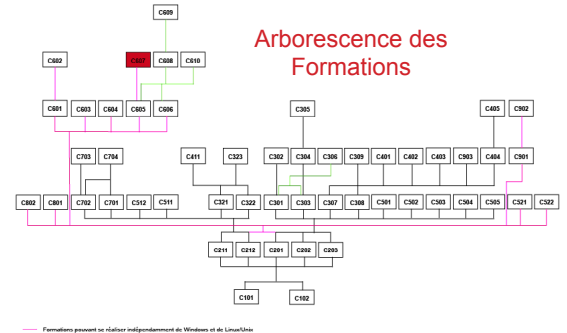 C609
Arborescence des
Formations
C602
C607
C608
C610
C601
C603
C604
C605
C606
C305
C405
C902
C703
C704
C411
C323
C302
C304
C306
C309
C401
C402
C403
C903
C404
C901
C802
C801
C702
C701
C512
C511
C321
C322
C301
C303
C307
C308
C501
C502
C503
C504
C505
C521
C522
C211
C212
C201
C202
C203
C101
C102
Formations pouvant se réaliser indépendamment de Windows et de Linux/Unix